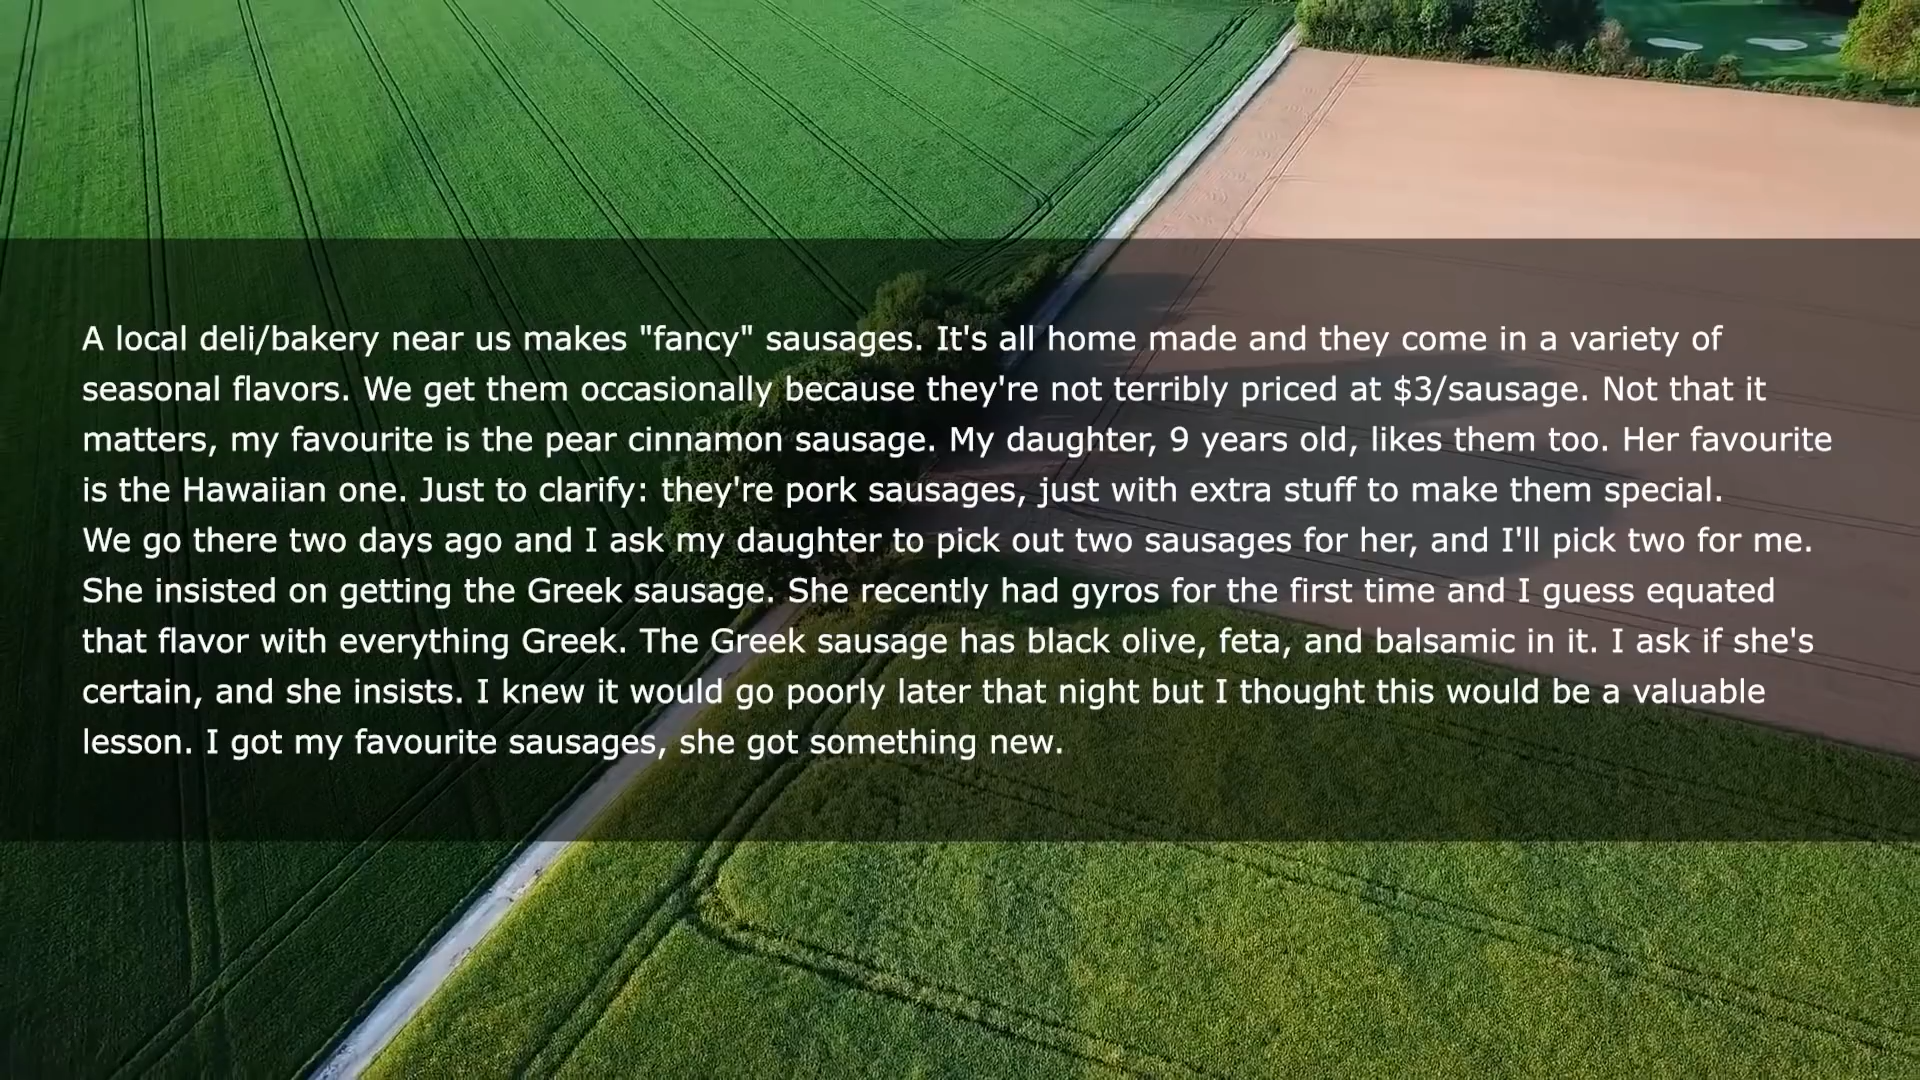 A local deli/bakery near us makes "fancy" sausages. It's all home made and they come in a variety of
seasonal flavors. We get them occasionally because they're not terribly priced at $3/sausage. Not that it
matters, my favourite is the pear cinnamon sausage. My daughter, 9 years old, likes them too. Her favourite
is the Hawaiian one. Just to clarify: they're pork sausages, just with extra stuff to make them special.
We go there two days ago and I ask my daughter to pick out two sausages for her, and I'll pick two for me.
She insisted on getting the Greek sausage. She recently had gyros for the first time and I guess equated
that flavor with everything Greek. The Greek sausage has black olive, feta, and balsamic in it. I ask if she's
certain, and she insists. I knew it would go poorly later that night but I thought this would be a valuable
lesson. I got my favourite sausages, she got something new.